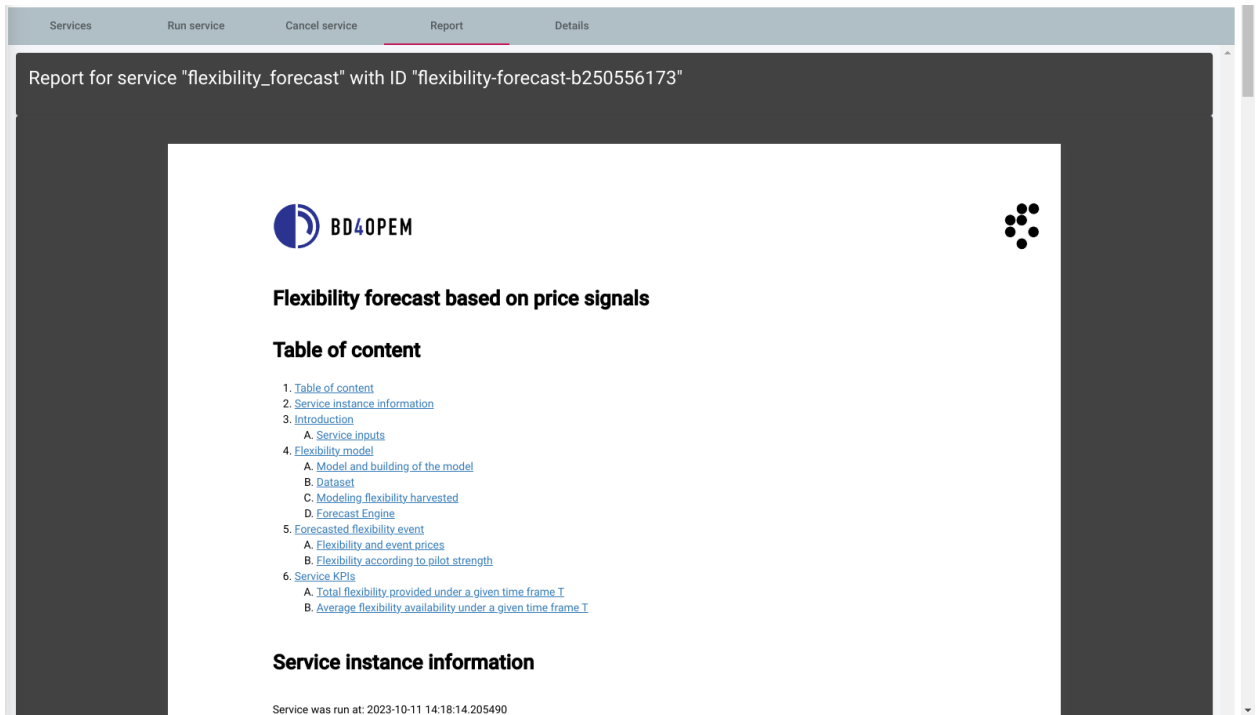 Services Run service Cancel service Report Details
Report for service "flexibility_forecast" with ID "flexibility-forecast-b250556173"
BD4OPEM
Flexibility forecast based on price signals
Table of content
1. Table of content
2. Service instance information
3. Introduction
A. Service inputs
4. Flexibility model
A. Model and building of the model
B. Dataset
C. Modeling flexibility harvested
D. Forecast Engine
5. Forecasted flexibility event
A. Flexibility and event prices
B. Flexibility according to pilot strength
6. Service KPIs
A. Total flexibility provided under a given time frame T
B. Average flexibility availability under a given time frame T
Service instance information
Service was run at: 2023-10-11 14:18:14.205490